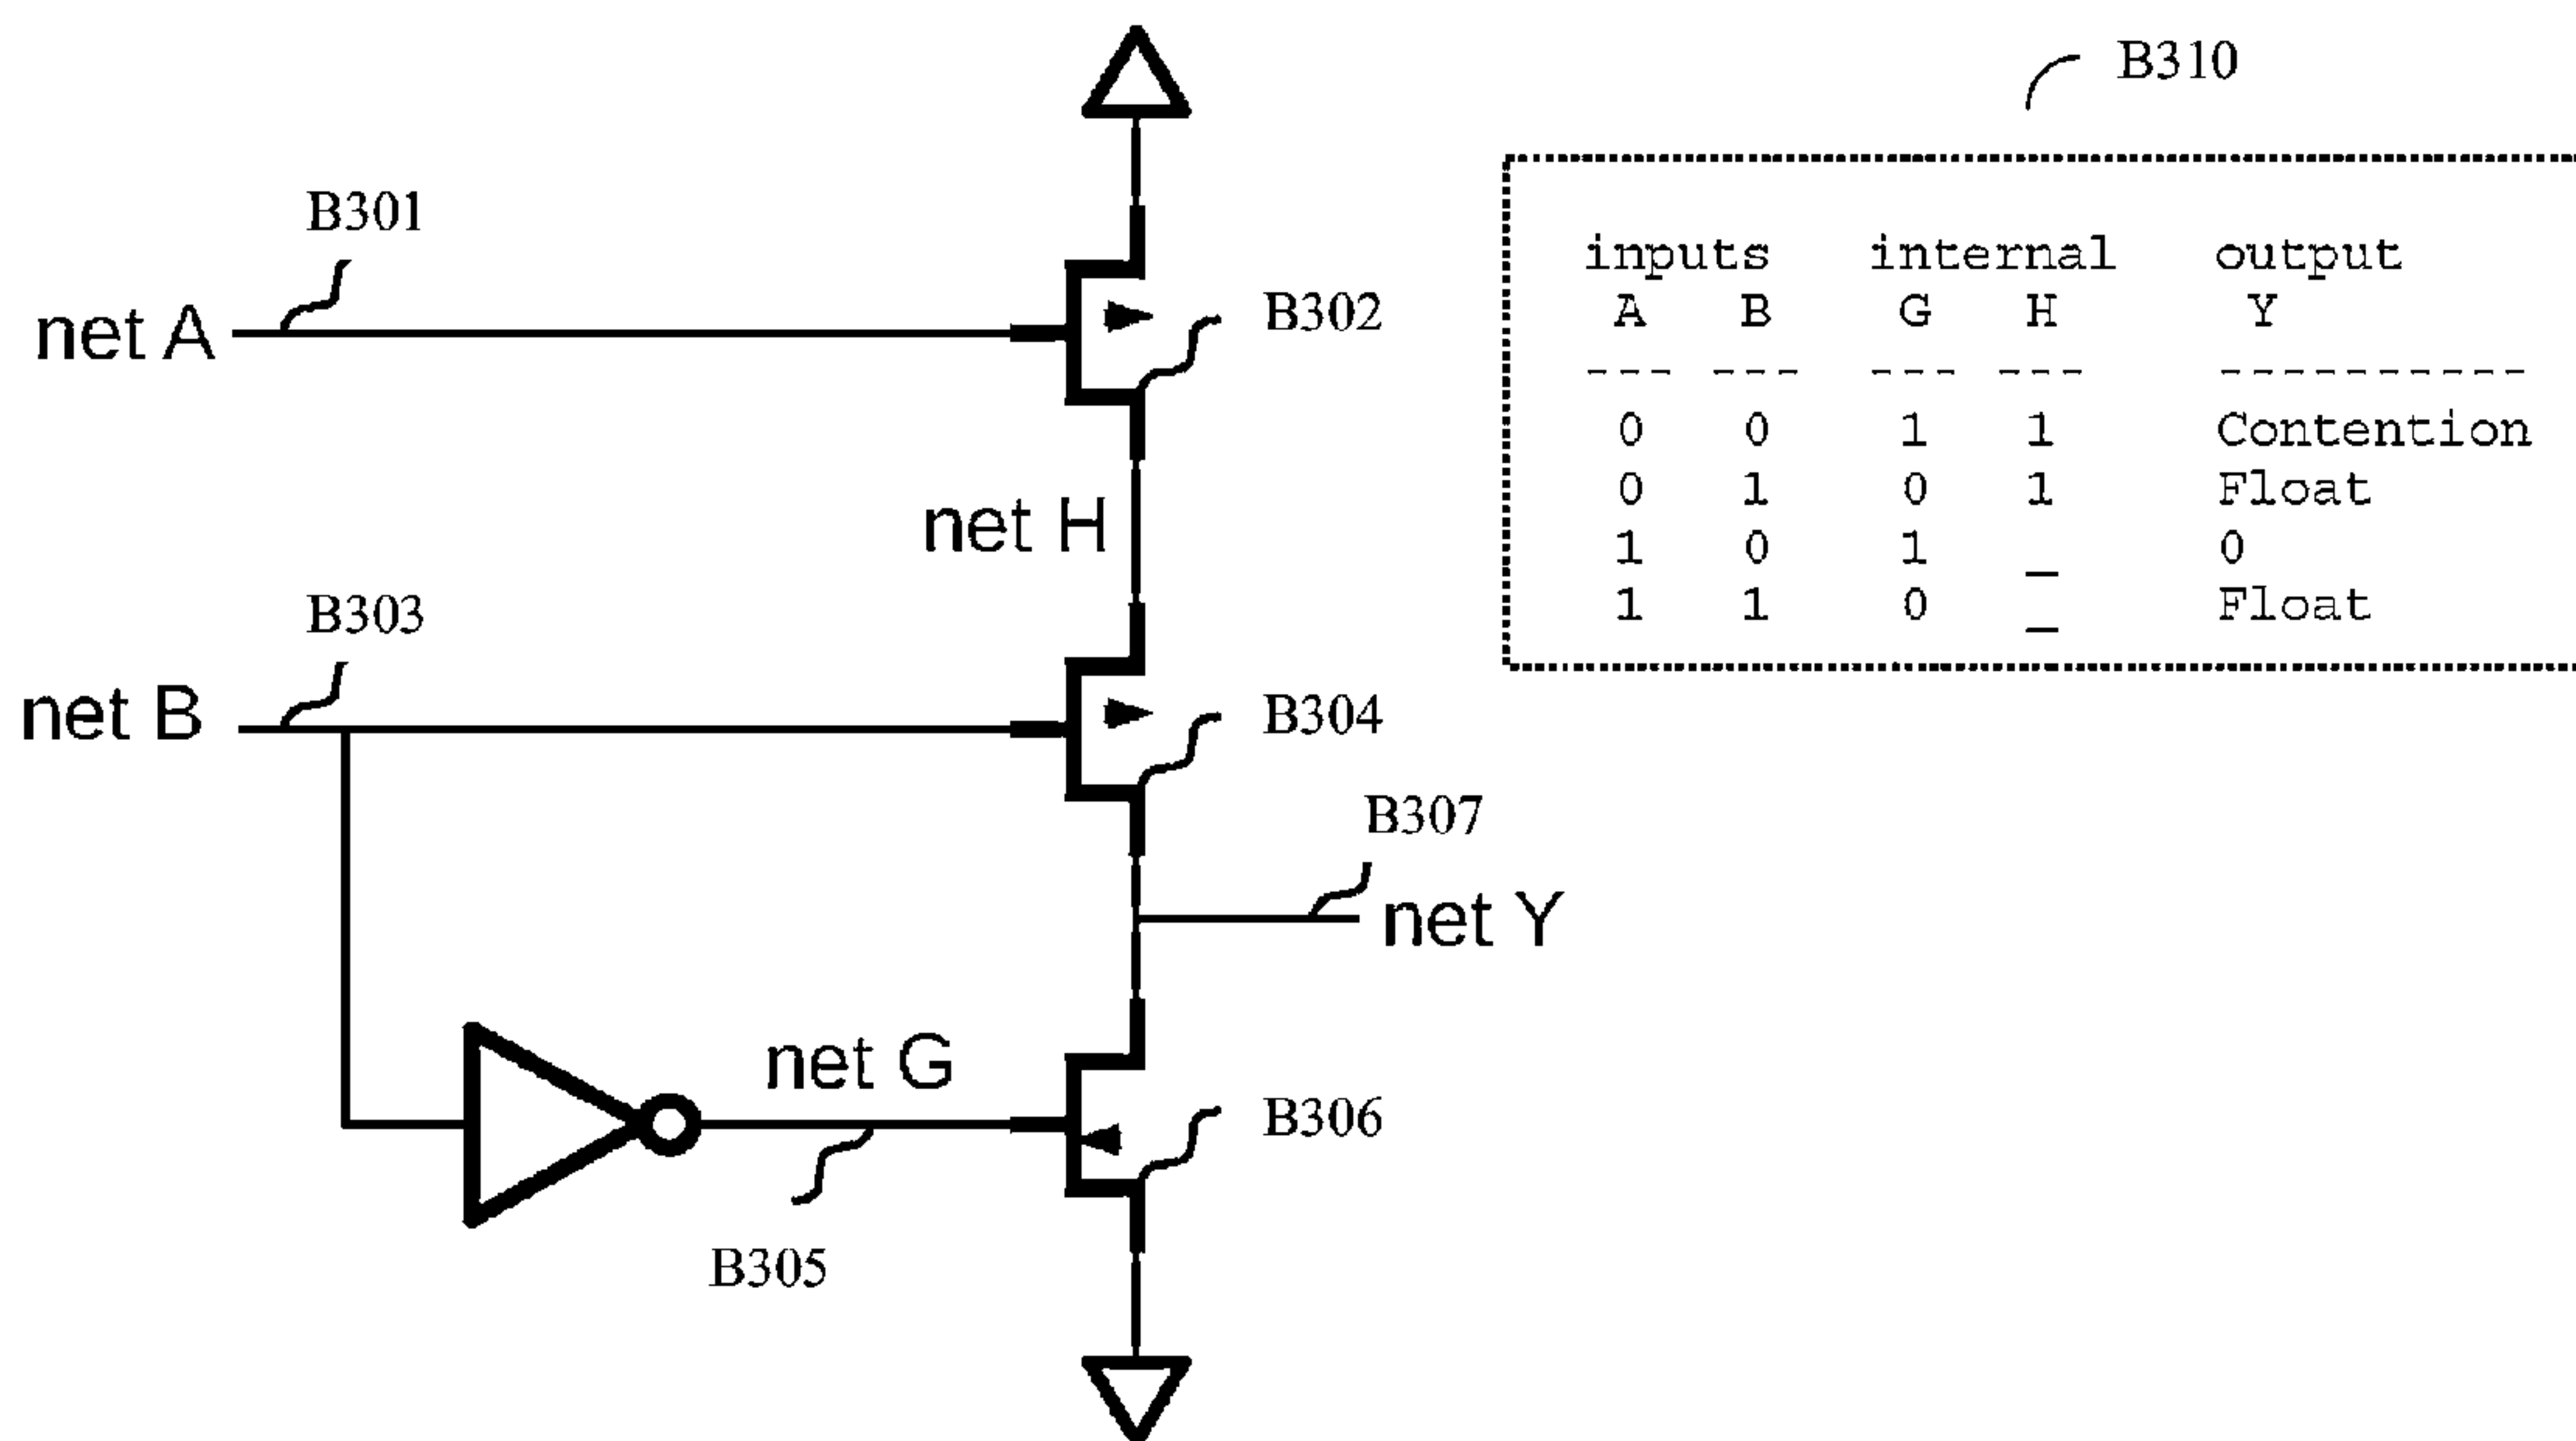 B310
B301
net A
B302
inputs internal output
A B G H Y
--- --- --- --- ----------
0 0 1 1 Contention
0 1 0 1 Float
1 0 1 _ 0
1 1 0 _ Float
net H
B303
net B
B304
B307
net Y
net G
B306
B305